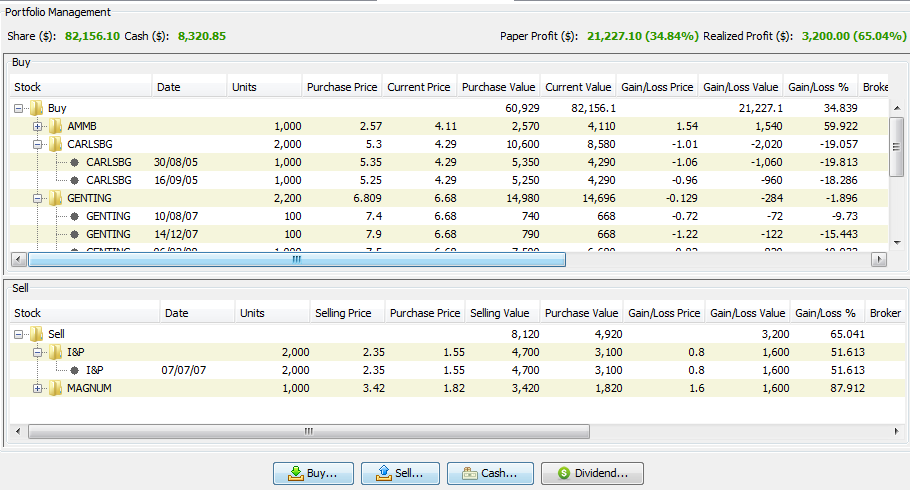 Portfolio Management
Share ($): 82,156.10 Cash ($): 8,320.85 Paper Profit ($): 21,227.10 (34.84%) Realized Profit ($): 3,200.00 (65.04%)
Buy
Stock Date Units Purchase Price Current Price Purchase Value Current Value Gain/Loss Price Gain/Loss Value Gain/Loss % Broke
Buy 60,929 82,156.1 21,227.1 34.839
AMMB 1,000 2.57 4.11 2,570 4,110 1.54 1,540 59.922
CARLSBG 2,000 5.3 4.29 10,600 8,580 -1.01 -2,020 -19.057
CARLSBG 30/08/05 1,000 5.35 4.29 5,350 4,290 -1.06 -1,060 -19.813
CARLSBG 16/09/05 1,000 5.25 4.29 5,250 4,290 -0.96 -960 -18.286
GENTING 2,200 6.809 6.68 14,980 14,696 -0.129 -284 -1.896
GENTING 10/08/07 100 7.4 6.68 740 668 -0.72 -72 -9.73
GENTING 14/12/07 100 7.9 6.68 790 668 -1.22 -122 -15.443
Sell
Stock Date Units Selling Price Purchase Price Selling Value Purchase Value Gain/Loss Price Gain/Loss Value Gain/Loss % Broker
Sell 8,120 4,920 3,200 65.041
I&P 2,000 2.35 1.55 4,700 3,100 0.8 1,600 51.613
I&P 07/07/07 2,000 2.35 1.55 4,700 3,100 0.8 1,600 51.613
MAGNUM 1,000 3.42 1.82 3,420 1,820 1.6 1,600 87.912
Buy... Sell... Cash... Dividend...